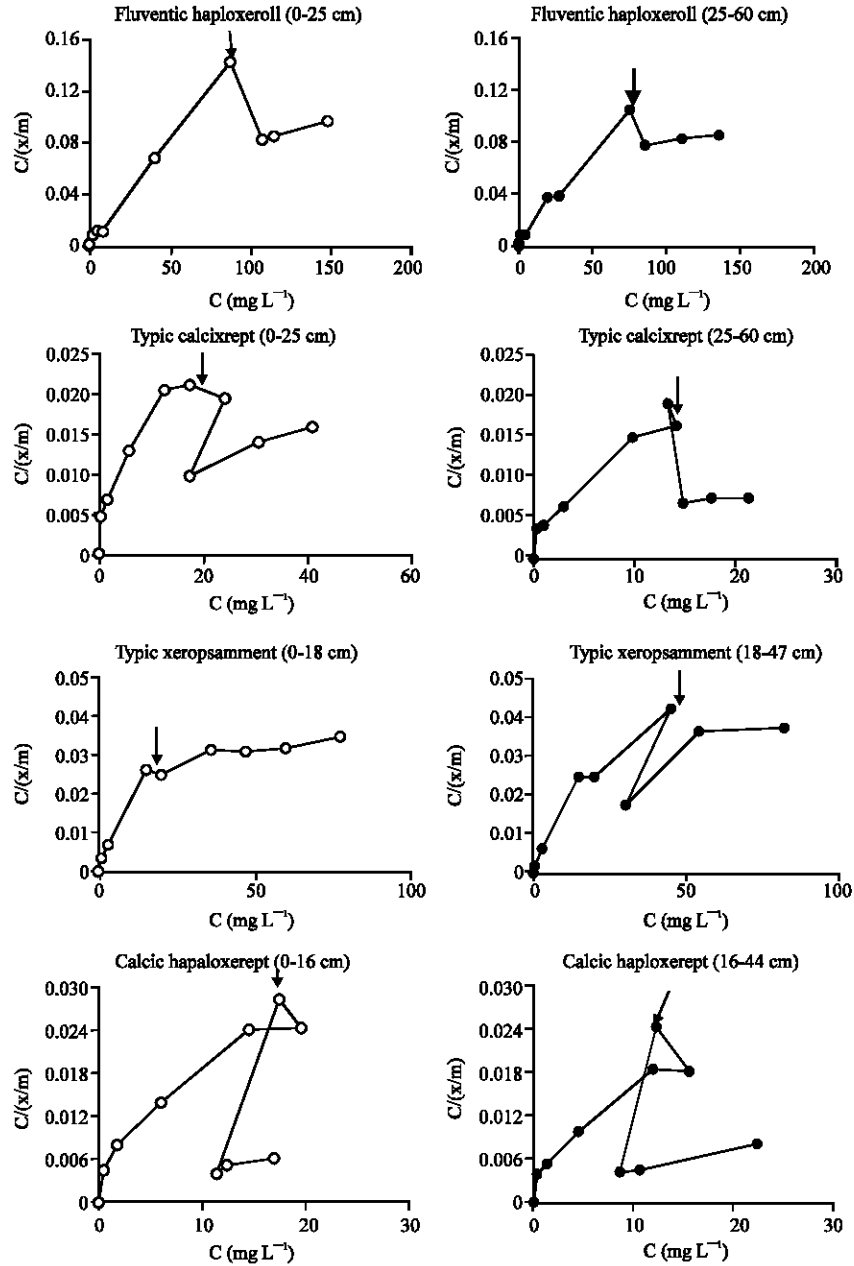 Fluventic haploxeroll (0-25 cm)
0.16
0.12
0.08
0.04
0
C/(x/m)
0 50 100 150 200
C (mg L⁻¹)
Fluventic haploxeroll (25-60 cm)
0.16
0.12
0.08
0.04
0
C/(x/m)
0 50 100 150 200
C (mg L⁻¹)
Typic calcixrept (0-25 cm)
0.025
0.020
0.015
0.010
0.005
0
C/(x/m)
0 20 40 60
C (mg L⁻¹)
Typic calcixrept (25-60 cm)
0.025
0.020
0.015
0.010
0.005
0
C/(x/m)
0 10 20 30
C (mg L⁻¹)
Typic xeropsamment (0-18 cm)
0.05
0.04
0.03
0.02
0.01
0
C/(x/m)
0 50 100
C (mg L⁻¹)
Typic xeropsamment (18-47 cm)
0.05
0.04
0.03
0.02
0.01
0
C/(x/m)
0 50 100
C (mg L⁻¹)
Calcic hapaloxerept (0-16 cm)
0.030
0.024
0.018
0.012
0.006
0
C/(x/m)
0 10 20 30
C (mg L⁻¹)
Calcic haploxerept (16-44 cm)
0.030
0.024
0.018
0.012
0.006
0
C/(x/m)
0 10 20 30
C (mg L⁻¹)